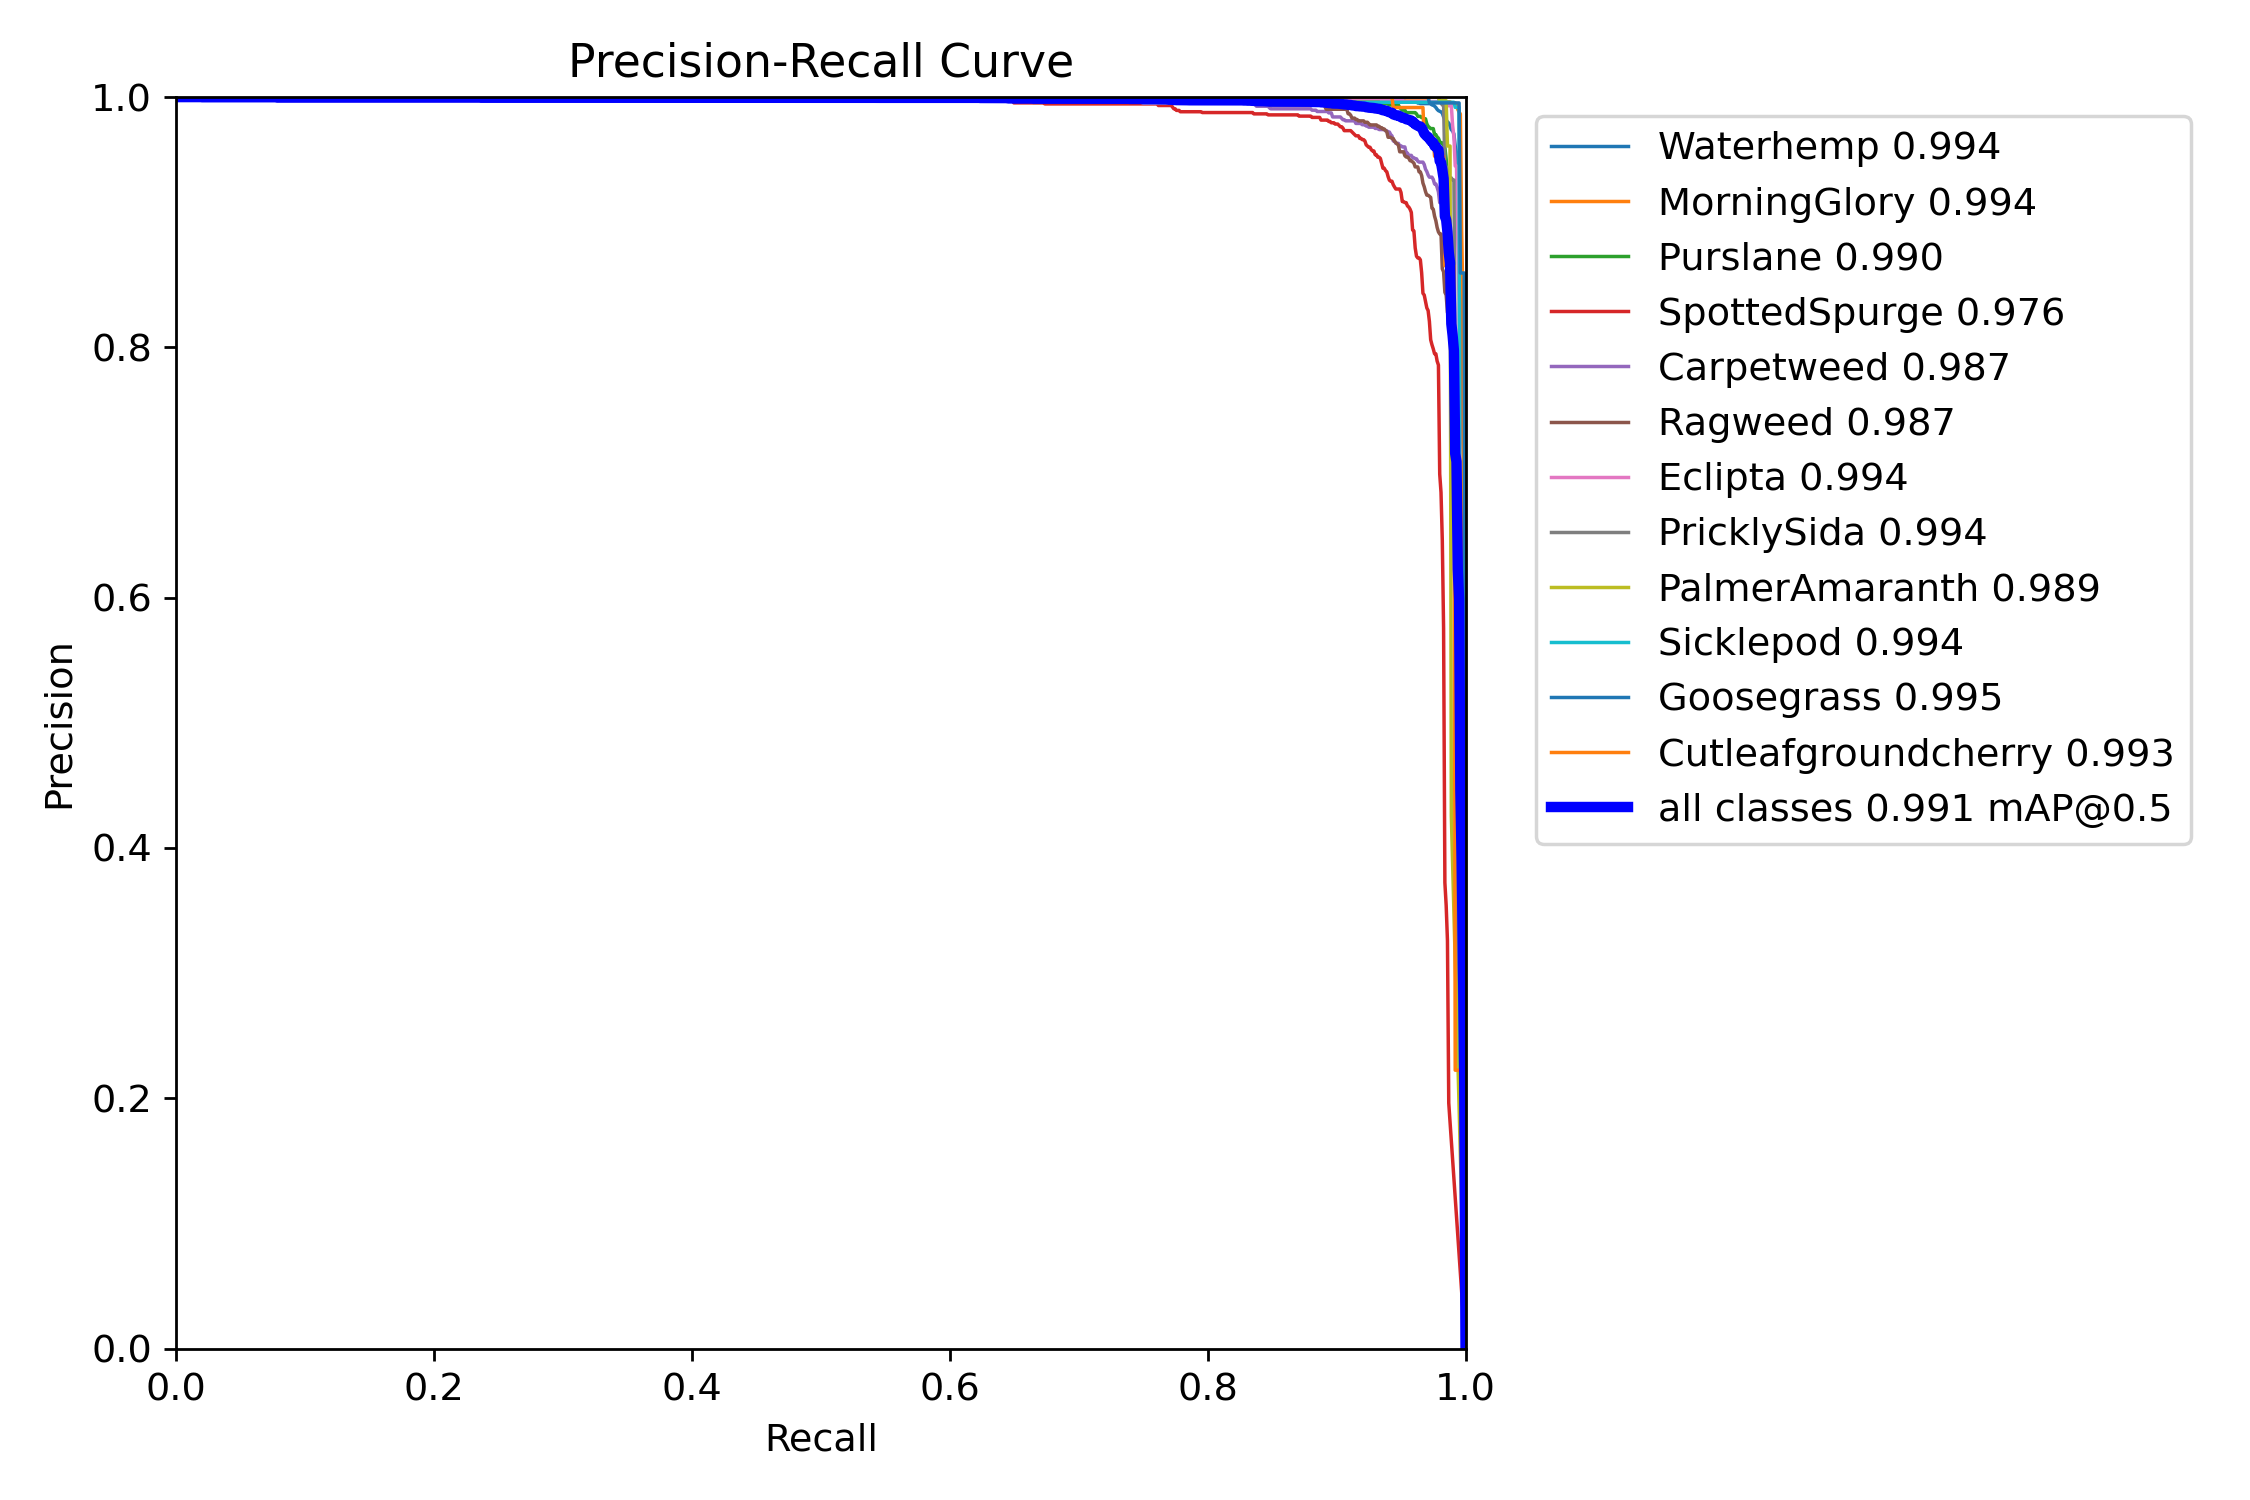 Precision-Recall Curve
1.0
0.8
0.6
0.4
0.2
0.0
Precision
0.0 0.2 0.4 0.6 0.8 1.0
Recall
Waterhemp 0.994
MorningGlory 0.994
Purslane 0.990
SpottedSpurge 0.976
Carpetweed 0.987
Ragweed 0.987
Eclipta 0.994
PricklySida 0.994
PalmerAmaranth 0.989
Sicklepod 0.994
Goosegrass 0.995
Cutleafgroundcherry 0.993
all classes 0.991 mAP@0.5